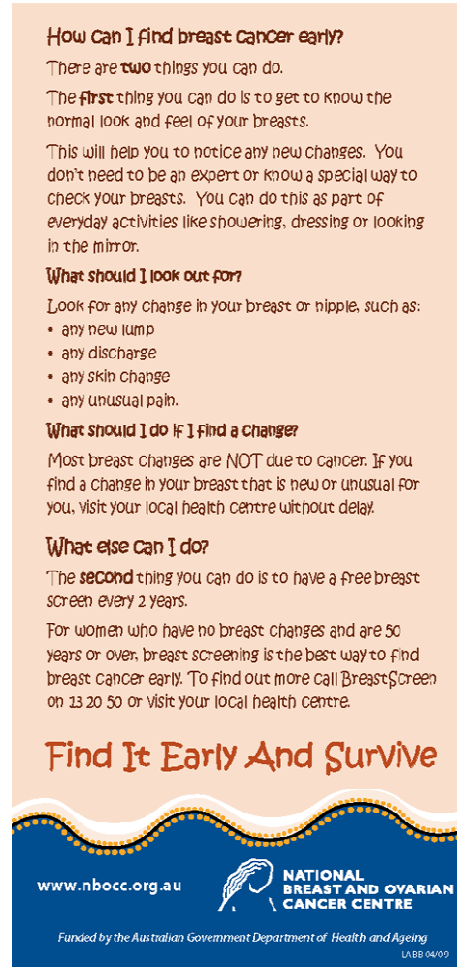 How can I find breast cancer early?
There are two things you can do.
The first thing you can do is to get to know the
normal look and feel of your breasts.
This will help you to notice any new changes.  You
don't need to be an expert or know a special way to
check your breasts.  You can do this as part of
everyday activities like showering, dressing or looking
in the mirror.
What should I look out for?
Look for any change in your breast or nipple, such as:
• any new lump
• any discharge
• any skin change
• any unusual pain.
What should I do if I find a change?
Most breast changes are NOT due to cancer. If you
find a change in your breast that is new or unusual for
you, visit your local health centre without delay.
What else can I do?
The second thing you can do is to have a free breast
screen every 2 years.
For women who have no breast changes and are 50
years or over, breast screening is the best way to find
breast cancer early. To find out more call BreastScreen
on 13 20 50 or visit your local health centre.
Find It Early And Survive
www.nbocc.org.au
NATIONAL
BREAST AND OVARIAN
CANCER CENTRE
Funded by the Australian Government Department of Health and Ageing
LABB 04/09